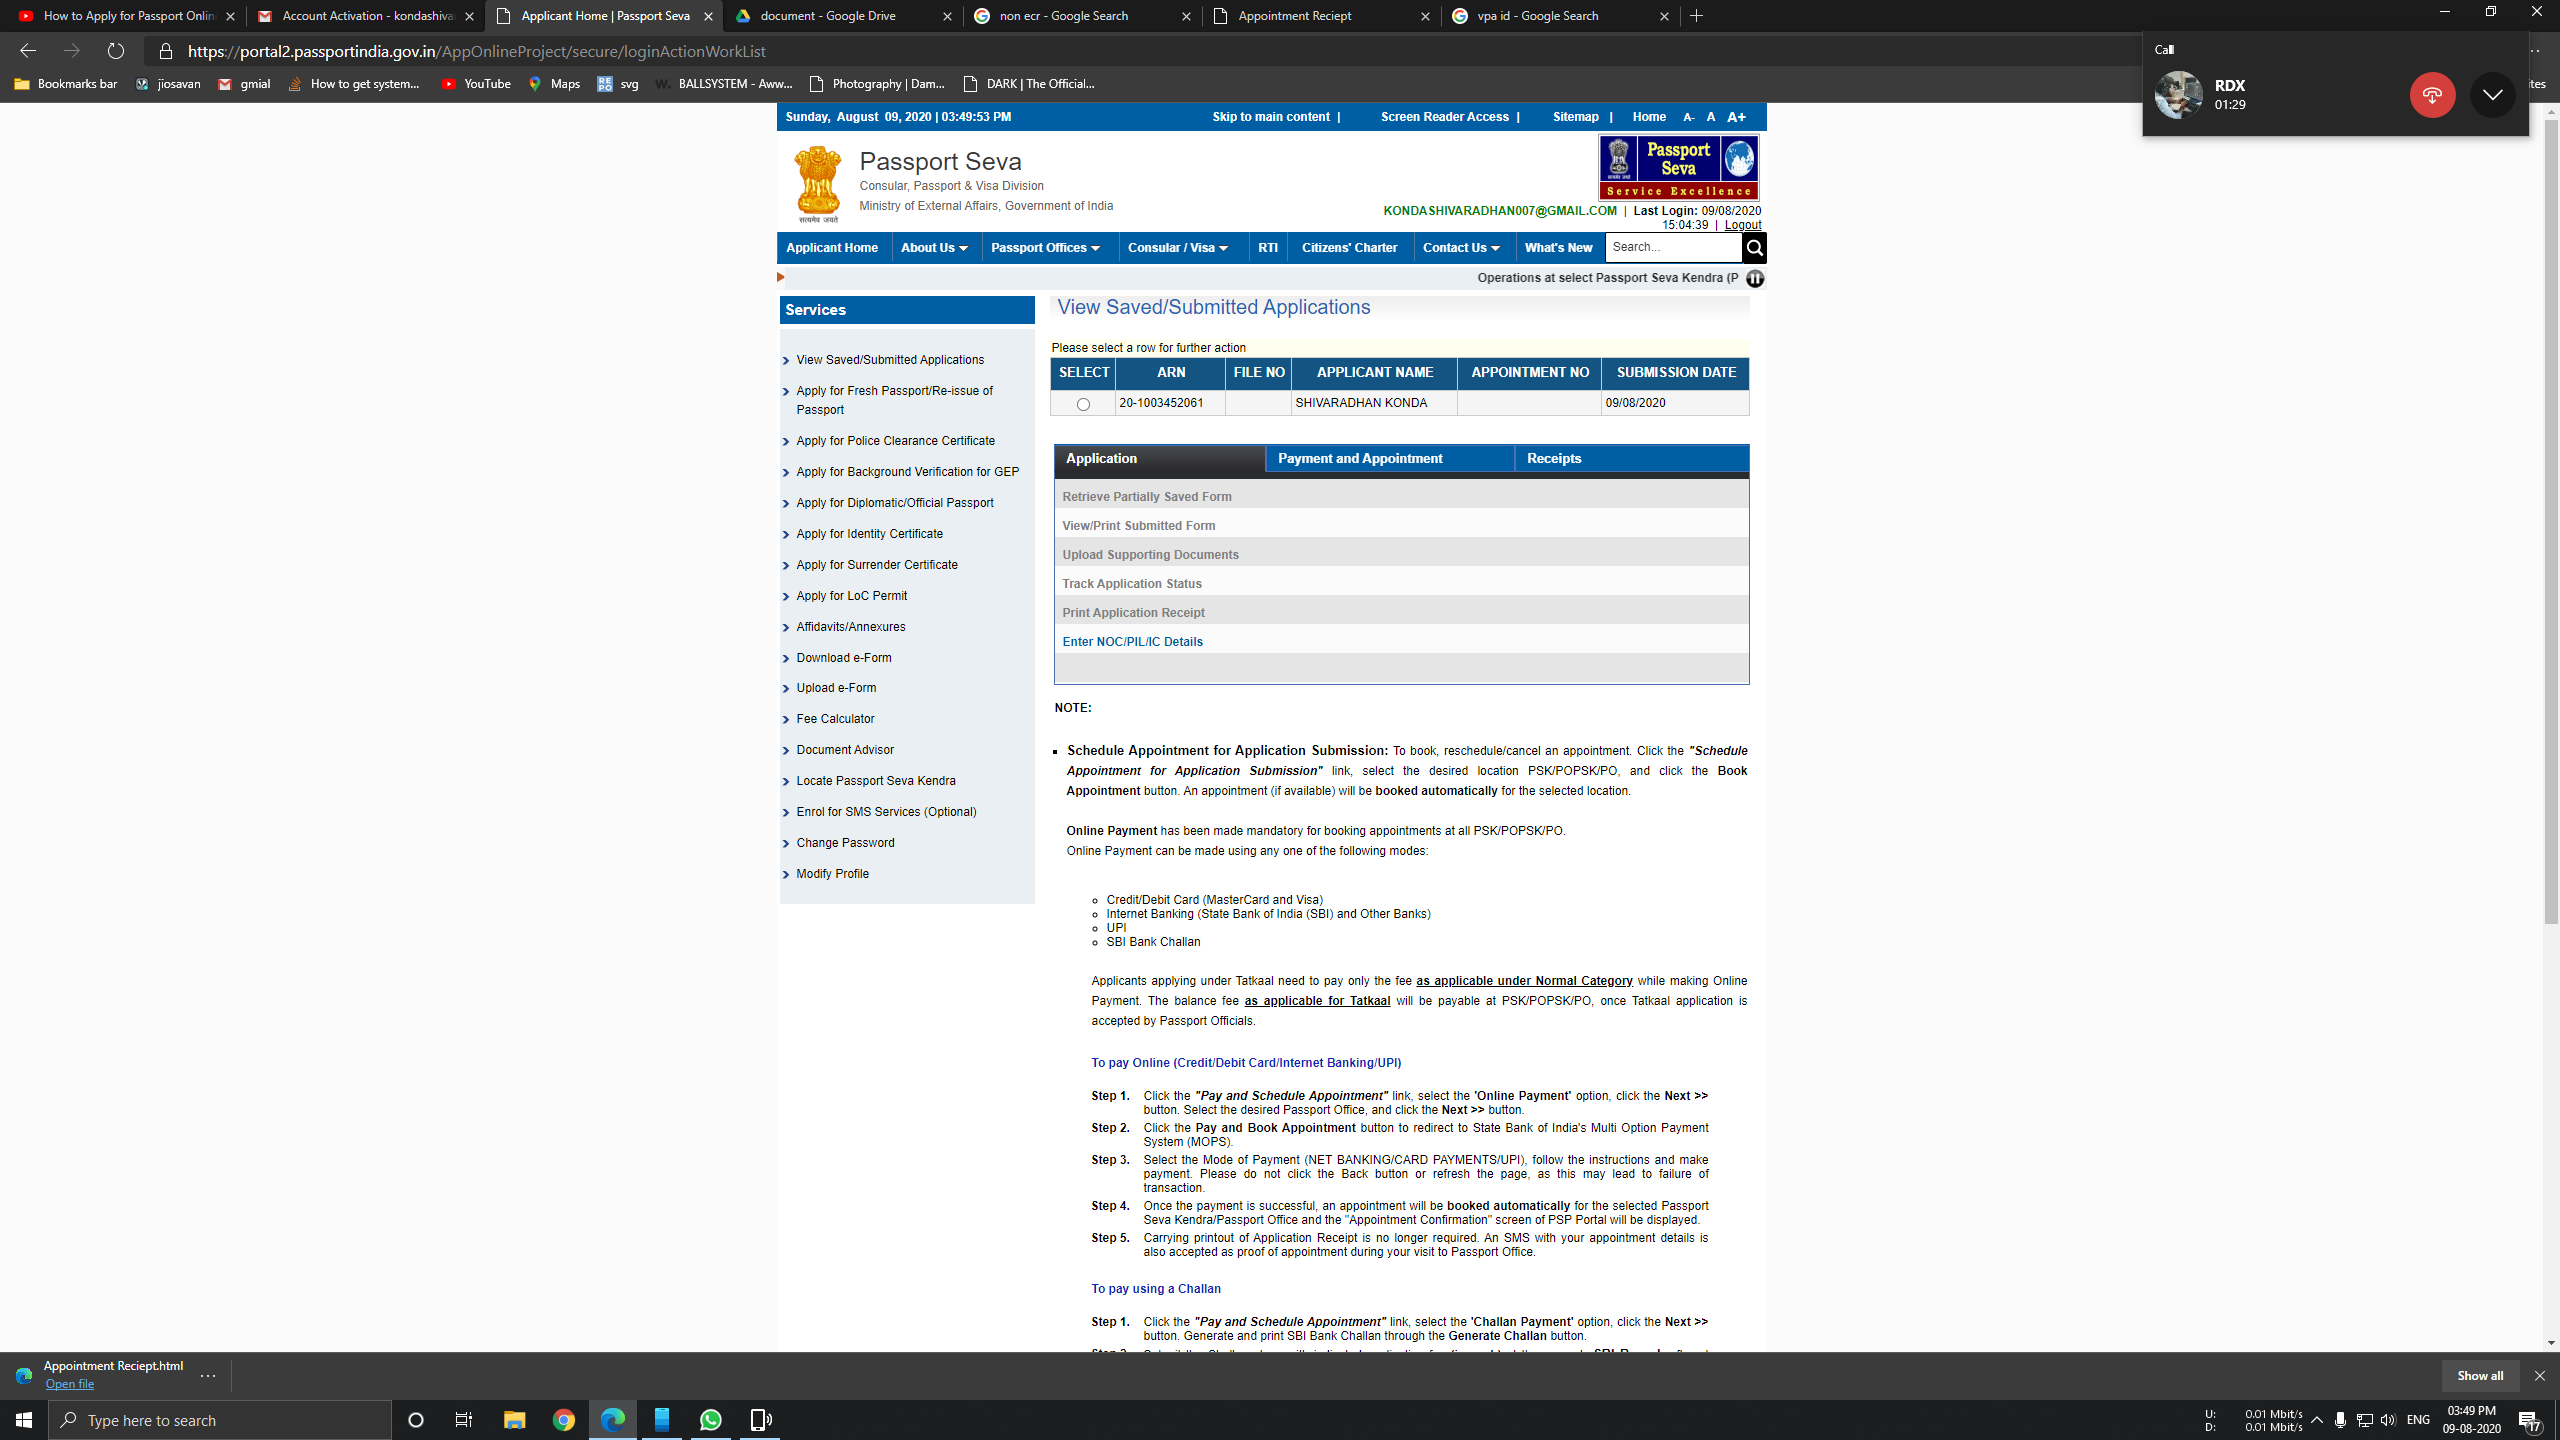 How to Apply for Passport Onlin
Account Activation - kondashivar
Applicant Home | Passport Seva
document - Google Drive
non ecr - Google Search
Appointment Reciept
vpa id - Google Search
https://portal2.passportindia.gov.in/AppOnlineProject/secure/loginActionWorkList
Bookmarks bar
jiosavan
gmial
How to get system...
YouTube
Maps
svg
BALLSYSTEM - Aww...
Photography | Dam...
DARK | The Official...
ites
Call
RDX
01:29
Sunday, August 09, 2020 | 03:49:53 PM
Skip to main content |
Screen Reader Access |
Sitemap |
Home
A-
A
A+
Passport Seva
Consular, Passport & Visa Division
Ministry of External Affairs, Government of India
सत्यमेव जयते
Passport
Seva
Service Excellence
KONDASHIVARADHAN007@GMAIL.COM | Last Login: 09/08/2020
15:04:39 | Logout
Applicant Home
About Us
Passport Offices
Consular / Visa
RTI
Citizens' Charter
Contact Us
What's New
Search...
Operations at select Passport Seva Kendra (P
Services
View Saved/Submitted Applications
Apply for Fresh Passport/Re-issue of
Passport
Apply for Police Clearance Certificate
Apply for Background Verification for GEP
Apply for Diplomatic/Official Passport
Apply for Identity Certificate
Apply for Surrender Certificate
Apply for LoC Permit
Affidavits/Annexures
Download e-Form
Upload e-Form
Fee Calculator
Document Advisor
Locate Passport Seva Kendra
Enrol for SMS Services (Optional)
Change Password
Modify Profile
View Saved/Submitted Applications
Please select a row for further action
SELECT ARN FILE NO APPLICANT NAME APPOINTMENT NO SUBMISSION DATE
20-1003452061 SHIVARADHAN KONDA 09/08/2020
Application
Payment and Appointment
Receipts
Retrieve Partially Saved Form
View/Print Submitted Form
Upload Supporting Documents
Track Application Status
Print Application Receipt
Enter NOC/PIL/IC Details
NOTE:
Schedule Appointment for Application Submission: To book, reschedule/cancel an appointment. Click the "Schedule
Appointment for Application Submission" link, select the desired location PSK/POPSK/PO, and click the Book
Appointment button. An appointment (if available) will be booked automatically for the selected location.
Online Payment has been made mandatory for booking appointments at all PSK/POPSK/PO.
Online Payment can be made using any one of the following modes:
Credit/Debit Card (MasterCard and Visa)
Internet Banking (State Bank of India (SBI) and Other Banks)
UPI
SBI Bank Challan
Applicants applying under Tatkaal need to pay only the fee as applicable under Normal Category while making Online
Payment. The balance fee as applicable for Tatkaal will be payable at PSK/POPSK/PO, once Tatkaal application is
accepted by Passport Officials.
To pay Online (Credit/Debit Card/Internet Banking/UPI)
Step 1. Click the "Pay and Schedule Appointment" link, select the 'Online Payment' option, click the Next >>
button. Select the desired Passport Office, and click the Next >> button.
Step 2. Click the Pay and Book Appointment button to redirect to State Bank of India's Multi Option Payment
System (MOPS).
Step 3. Select the Mode of Payment (NET BANKING/CARD PAYMENTS/UPI), follow the instructions and make
payment. Please do not click the Back button or refresh the page, as this may lead to failure of
transaction.
Step 4. Once the payment is successful, an appointment will be booked automatically for the selected Passport
Seva Kendra/Passport Office and the "Appointment Confirmation" screen of PSP Portal will be displayed.
Step 5. Carrying printout of Application Receipt is no longer required. An SMS with your appointment details is
also accepted as proof of appointment during your visit to Passport Office.
To pay using a Challan
Step 1. Click the "Pay and Schedule Appointment" link, select the 'Challan Payment' option, click the Next >>
button. Generate and print SBI Bank Challan through the Generate Challan button.
Appointment Reciept.html
Open file
Show all
Type here to search
U: 0.01 Mbit/s
D: 0.01 Mbit/s
ENG
03:49 PM
09-08-2020
17